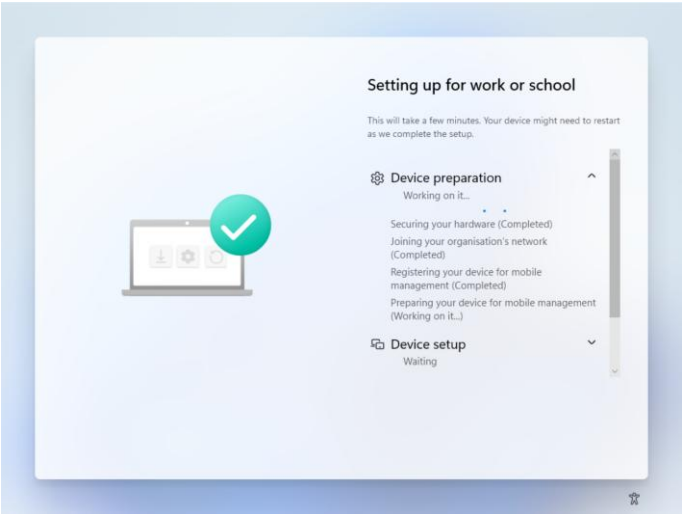 Setting up for work or school
This will take a few minutes. Your device might need to restart
as we complete the setup.
Device preparation
Working on it...
Securing your hardware (Completed)
Joining your organisation's network
(Completed)
Registering your device for mobile
management (Completed)
Preparing your device for mobile management
(Working on it...)
Device setup
Waiting